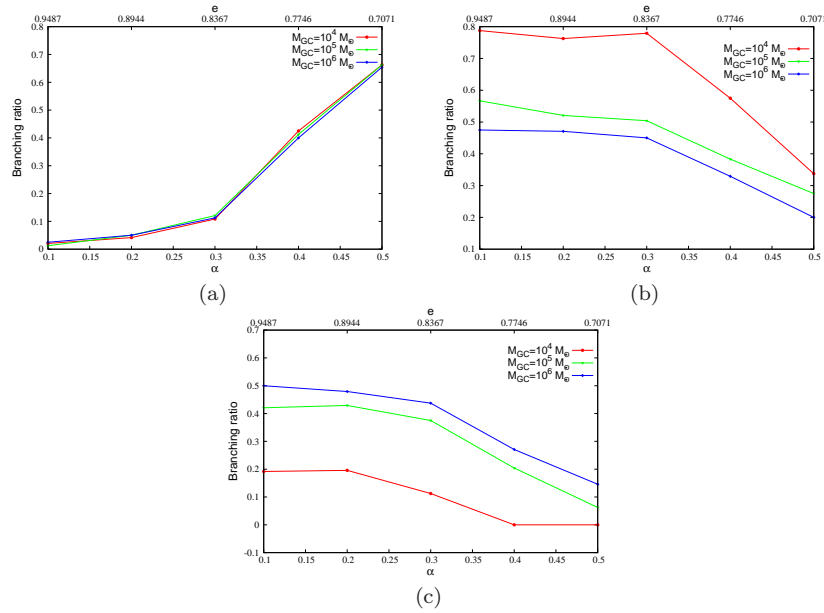 e
0.9487 0.8944 0.8367 0.7746 0.7071
0.8
0.7
0.6
0.5
0.4
0.3
0.2
0.1
0
Branching ratio
M_GC=10^4 M_⊙
M_GC=10^5 M_⊙
M_GC=10^6 M_⊙
0.1 0.15 0.2 0.25 0.3 0.35 0.4 0.45 0.5
α
(a)
e
0.9487 0.8944 0.8367 0.7746 0.7071
0.8
0.7
0.6
0.5
0.4
0.3
0.2
0.1
Branching ratio
M_GC=10^4 M_⊙
M_GC=10^5 M_⊙
M_GC=10^6 M_⊙
0.1 0.15 0.2 0.25 0.3 0.35 0.4 0.45 0.5
α
(b)
e
0.9487 0.8944 0.8367 0.7746 0.7071
0.7
0.6
0.5
0.4
0.3
0.2
0.1
0
-0.1
Branching ratio
M_GC=10^4 M_⊙
M_GC=10^5 M_⊙
M_GC=10^6 M_⊙
0.1 0.15 0.2 0.25 0.3 0.35 0.4 0.45 0.5
α
(c)